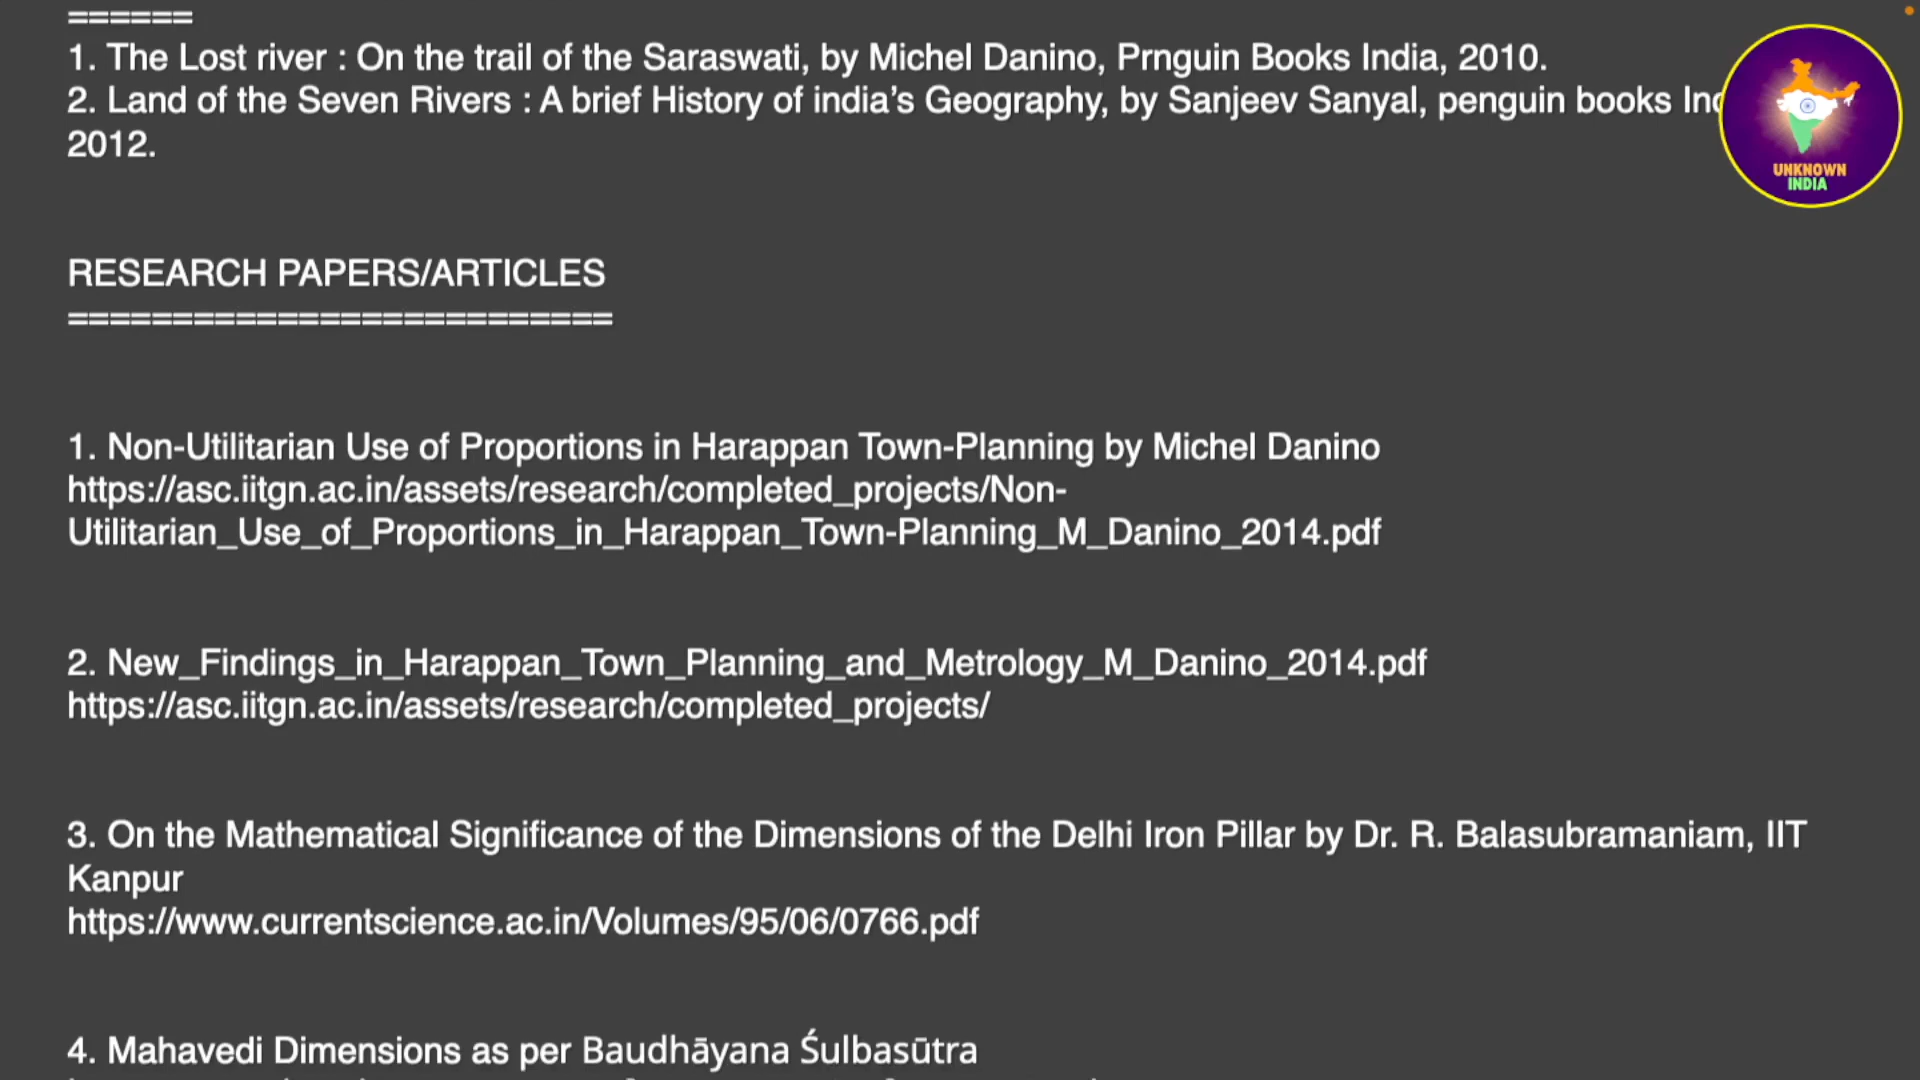 ======
1. The Lost river : On the trail of the Saraswati, by Michel Danino, Prnguin Books India, 2010.
2. Land of the Seven Rivers : A brief History of india’s Geography, by Sanjeev Sanyal, penguin books
2012.
UNKNOWN
INDIA
RESEARCH PAPERS/ARTICLES
==========================
1. Non-Utilitarian Use of Proportions in Harappan Town-Planning by Michel Danino
https://asc.iitgn.ac.in/assets/research/completed_projects/Non-
Utilitarian_Use_of_Proportions_in_Harappan_Town-Planning_M_Danino_2014.pdf
2. New_Findings_in_Harappan_Town_Planning_and_Metrology_M_Danino_2014.pdf
https://asc.iitgn.ac.in/assets/research/completed_projects/
3. On the Mathematical Significance of the Dimensions of the Delhi Iron Pillar by Dr. R. Balasubramaniam, IIT
Kanpur
https://www.currentscience.ac.in/Volumes/95/06/0766.pdf
4. Mahavedi Dimensions as per Baudhāyana Śulbasūtra